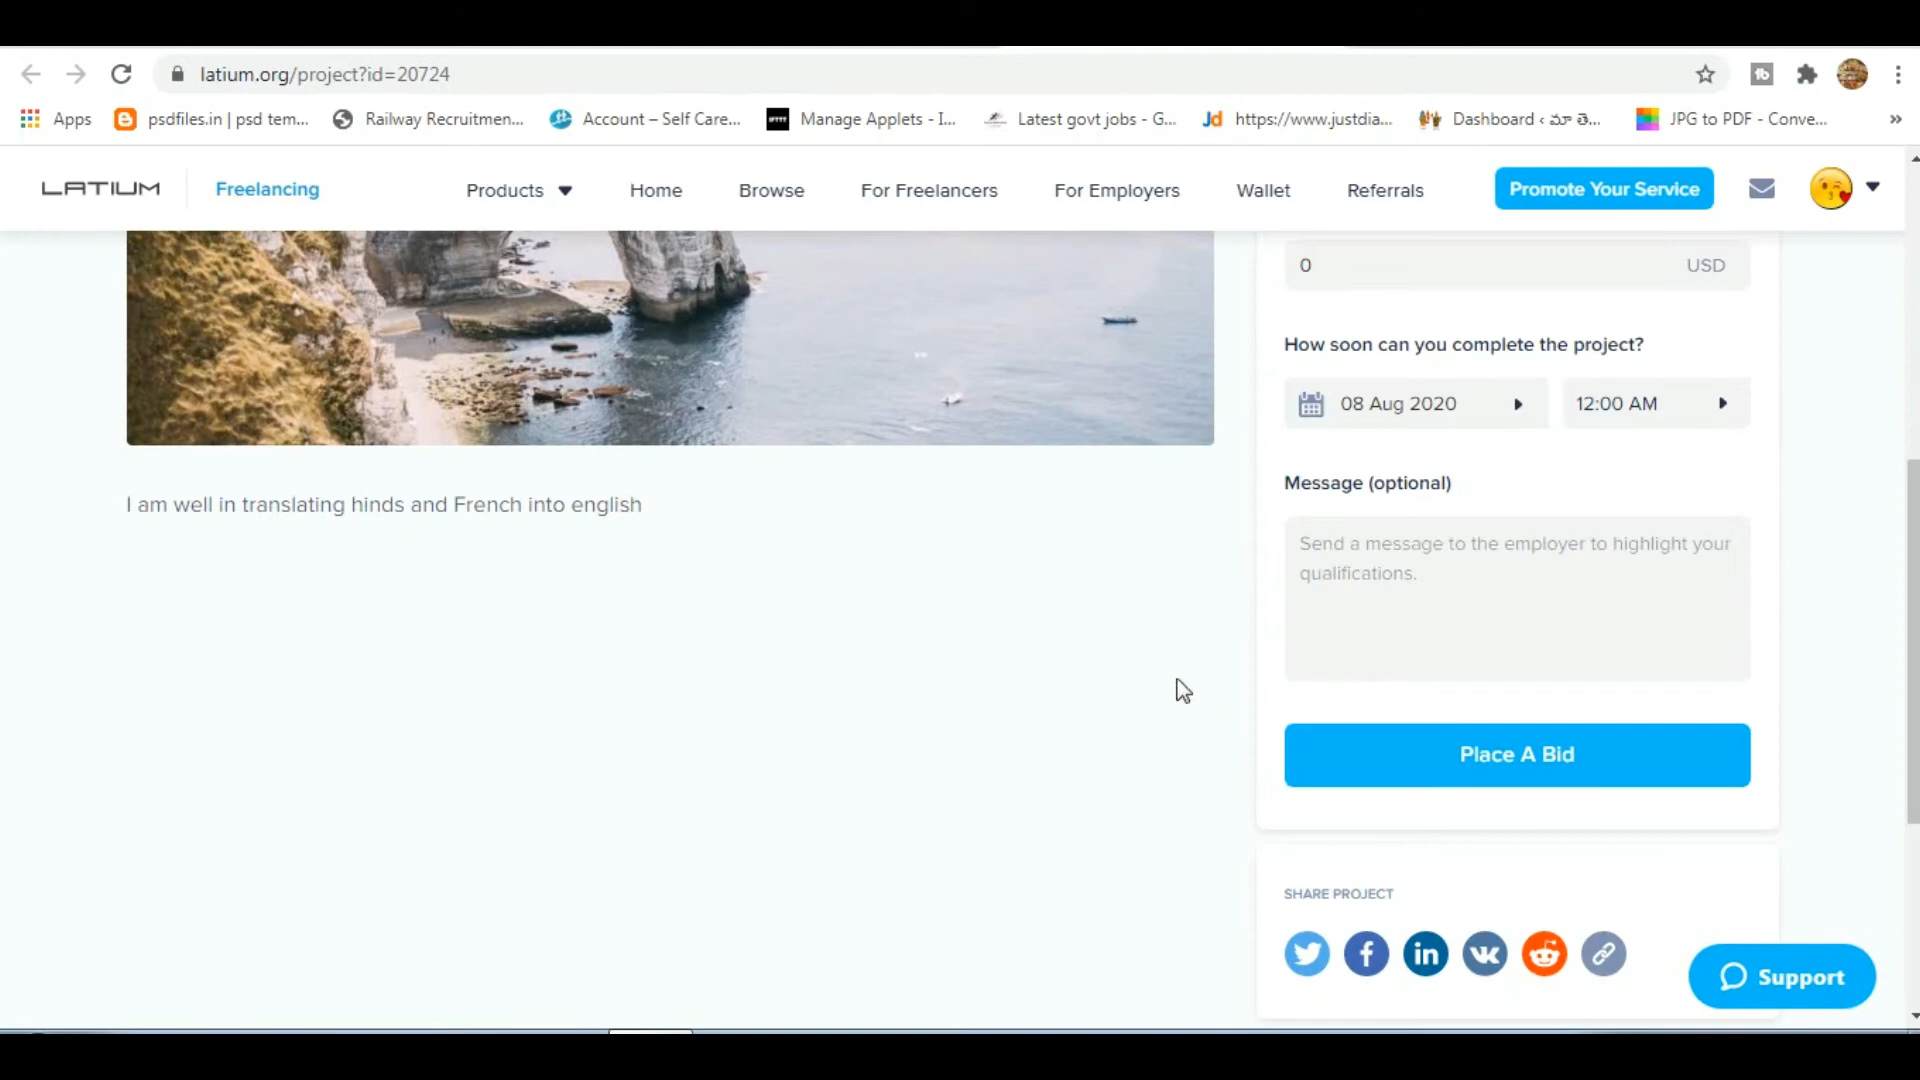 latium.org/project?id=20724
Apps
psdfiles.in | psd tem...
Railway Recruitmen...
Account – Self Care...
Manage Applets - I...
Latest govt jobs - G...
https://www.justdia...
Dashboard ‹ మా తె...
JPG to PDF - Conve...
»
LATIUM
Freelancing
Products
Home
Browse
For Freelancers
For Employers
Wallet
Referrals
Promote Your Service
I am well in translating hinds and French into english
0 USD
How soon can you complete the project?
08 Aug 2020
12:00 AM
Message (optional)
Send a message to the employer to highlight your
qualifications.
Place A Bid
SHARE PROJECT
Support